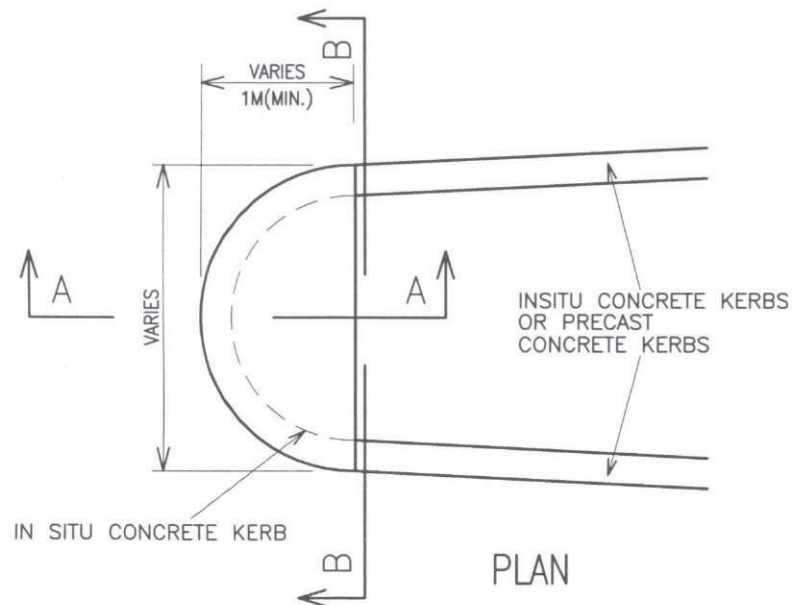 B
VARIES
1M(MIN.)
A
A
VARIES
INSITU CONCRETE KERBS
OR PRECAST
CONCRETE KERBS
IN SITU CONCRETE KERB
B
PLAN